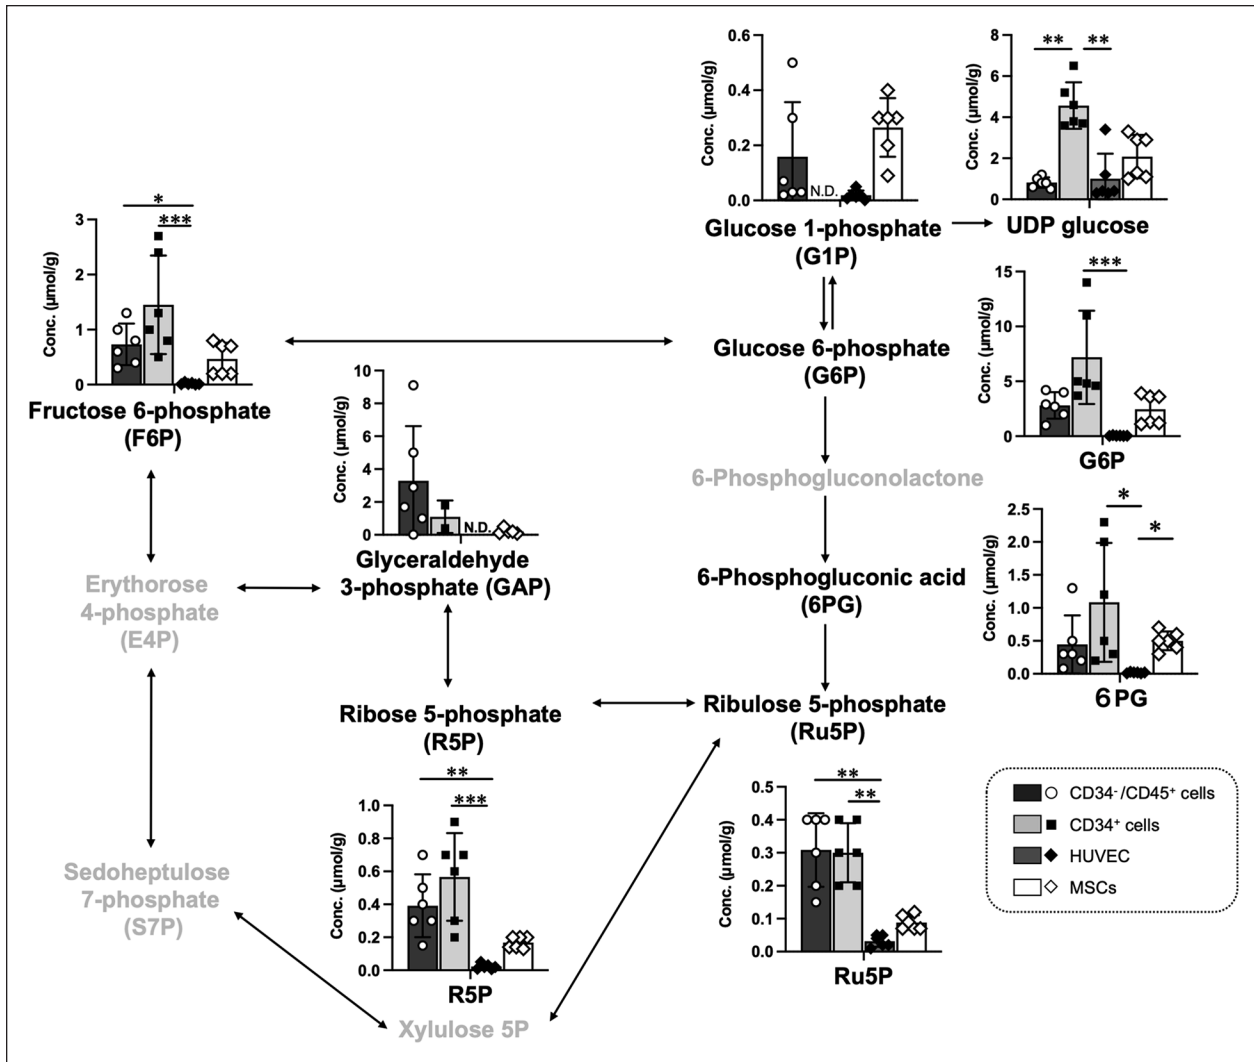 0.6
0.4
0.2
0.0
Conc. (µmol/g)
N.D.
Glucose 1-phosphate
(G1P)
8
6
4
2
0
Conc. (µmol/g)
**
**
UDP glucose
3
2
1
0
Conc. (µmol/g)
*
***
Fructose 6-phosphate
(F6P)
Glucose 6-phosphate
(G6P)
15
10
5
0
Conc. (µmol/g)
***
G6P
10
8
6
4
2
0
Conc. (µmol/g)
N.D.
Glyceraldehyde
3-phosphate (GAP)
6-Phosphogluconolactone
2.5
2.0
1.5
1.0
0.5
0.0
Conc. (µmol/g)
*
*
6PG
Erythorose
4-phosphate
(E4P)
6-Phosphogluconic acid
(6PG)
Ribose 5-phosphate
(R5P)
Ribulose 5-phosphate
(Ru5P)
1.0
0.8
0.6
0.4
0.2
0.0
Conc. (µmol/g)
**
***
R5P
0.5
0.4
0.3
0.2
0.1
0.0
Conc. (µmol/g)
**
**
Ru5P
CD34⁻/CD45⁺ cells
CD34⁺ cells
HUVEC
MSCs
Sedoheptulose
7-phosphate
(S7P)
Xylulose 5P